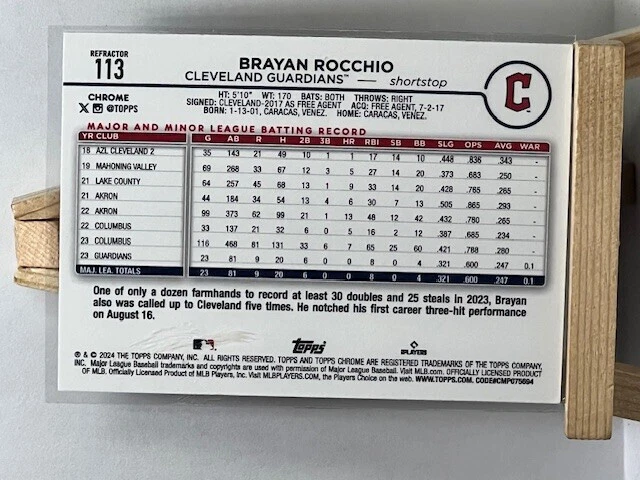 REFRACTOR
113
BRAYAN ROCCHIO
CLEVELAND GUARDIANS™ — shortstop
C
CHROME
X @TOPPS
HT: 5'10" WT: 170 BATS: BOTH THROWS: RIGHT
SIGNED: CLEVELAND-2017 AS FREE AGENT ACQ: FREE AGENT, 7-2-17
BORN: 1-13-01, CARACAS, VENEZ. HOME: CARACAS, VENEZ.
MAJOR AND MINOR LEAGUE BATTING RECORD
YR CLUB G AB R H 2B 3B HR RBI SB BB SLG OPS AVG WAR
18 AZL CLEVELAND 2 35 143 21 49 10 1 1 17 14 10 .448 .836 .343 -
19 MAHONING VALLEY 69 268 33 67 12 3 5 27 14 20 .373 .683 .250 -
21 LAKE COUNTY 64 257 45 68 13 1 9 33 14 20 .428 .765 .265 -
21 AKRON 44 184 34 54 13 4 6 30 7 13 .505 .865 .293 -
22 AKRON 99 373 62 99 21 1 13 48 12 42 .432 .780 .265 -
22 COLUMBUS 33 137 21 32 6 0 5 16 2 12 .387 .685 .234 -
23 COLUMBUS 116 468 81 131 33 6 7 65 25 60 .421 .788 .280 -
23 GUARDIANS 23 81 9 20 6 0 0 8 0 4 .321 .600 .247 0.1
MAJ. LEA. TOTALS 23 81 9 20 6 0 0 8 0 4 .321 .600 .247 0.1
One of only a dozen farmhands to record at least 30 doubles and 25 steals in 2023, Brayan
also was called up to Cleveland five times. He notched his first career three-hit performance
on August 16.
topps
PLAYERS
® & © 2024 THE TOPPS COMPANY, INC. ALL RIGHTS RESERVED. TOPPS AND TOPPS CHROME ARE REGISTERED TRADEMARKS OF THE TOPPS COMPANY,
INC. Major League Baseball trademarks and copyrights are used with permission of Major League Baseball. Visit MLB.com. OFFICIALLY LICENSED PRODUCT
OF MLB. Officially Licensed Product of MLB Players, Inc. Visit MLBPLAYERS.COM, the Players Choice on the web. WWW.TOPPS.COM. CODE#CMP075694